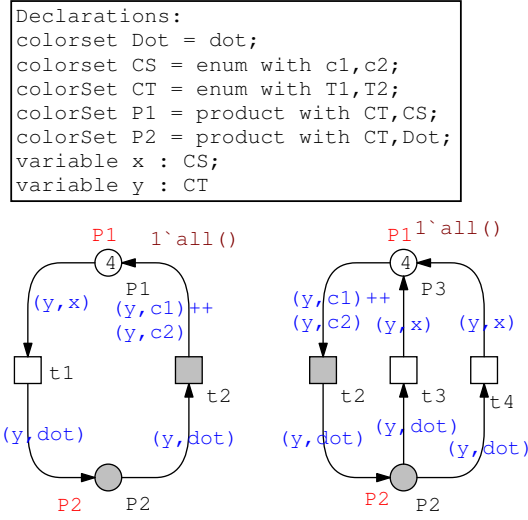 Declarations:
colorset Dot = dot;
colorset CS = enum with c1,c2;
colorSet CT = enum with T1,T2;
colorSet P1 = product with CT,CS;
colorSet P2 = product with CT,Dot;
variable x : CS;
variable y : CT
P1
1`all()
4
P1
(y,x)
(y,c1)++
(y,c2)
t1
t2
(y,dot)
(y,dot)
P2
P2
P1
1`all()
4
P3
(y,c1)++
(y,c2)
(y,x)
(y,x)
t2
t3
t4
(y,dot)
(y,dot)
(y,dot)
P2
P2